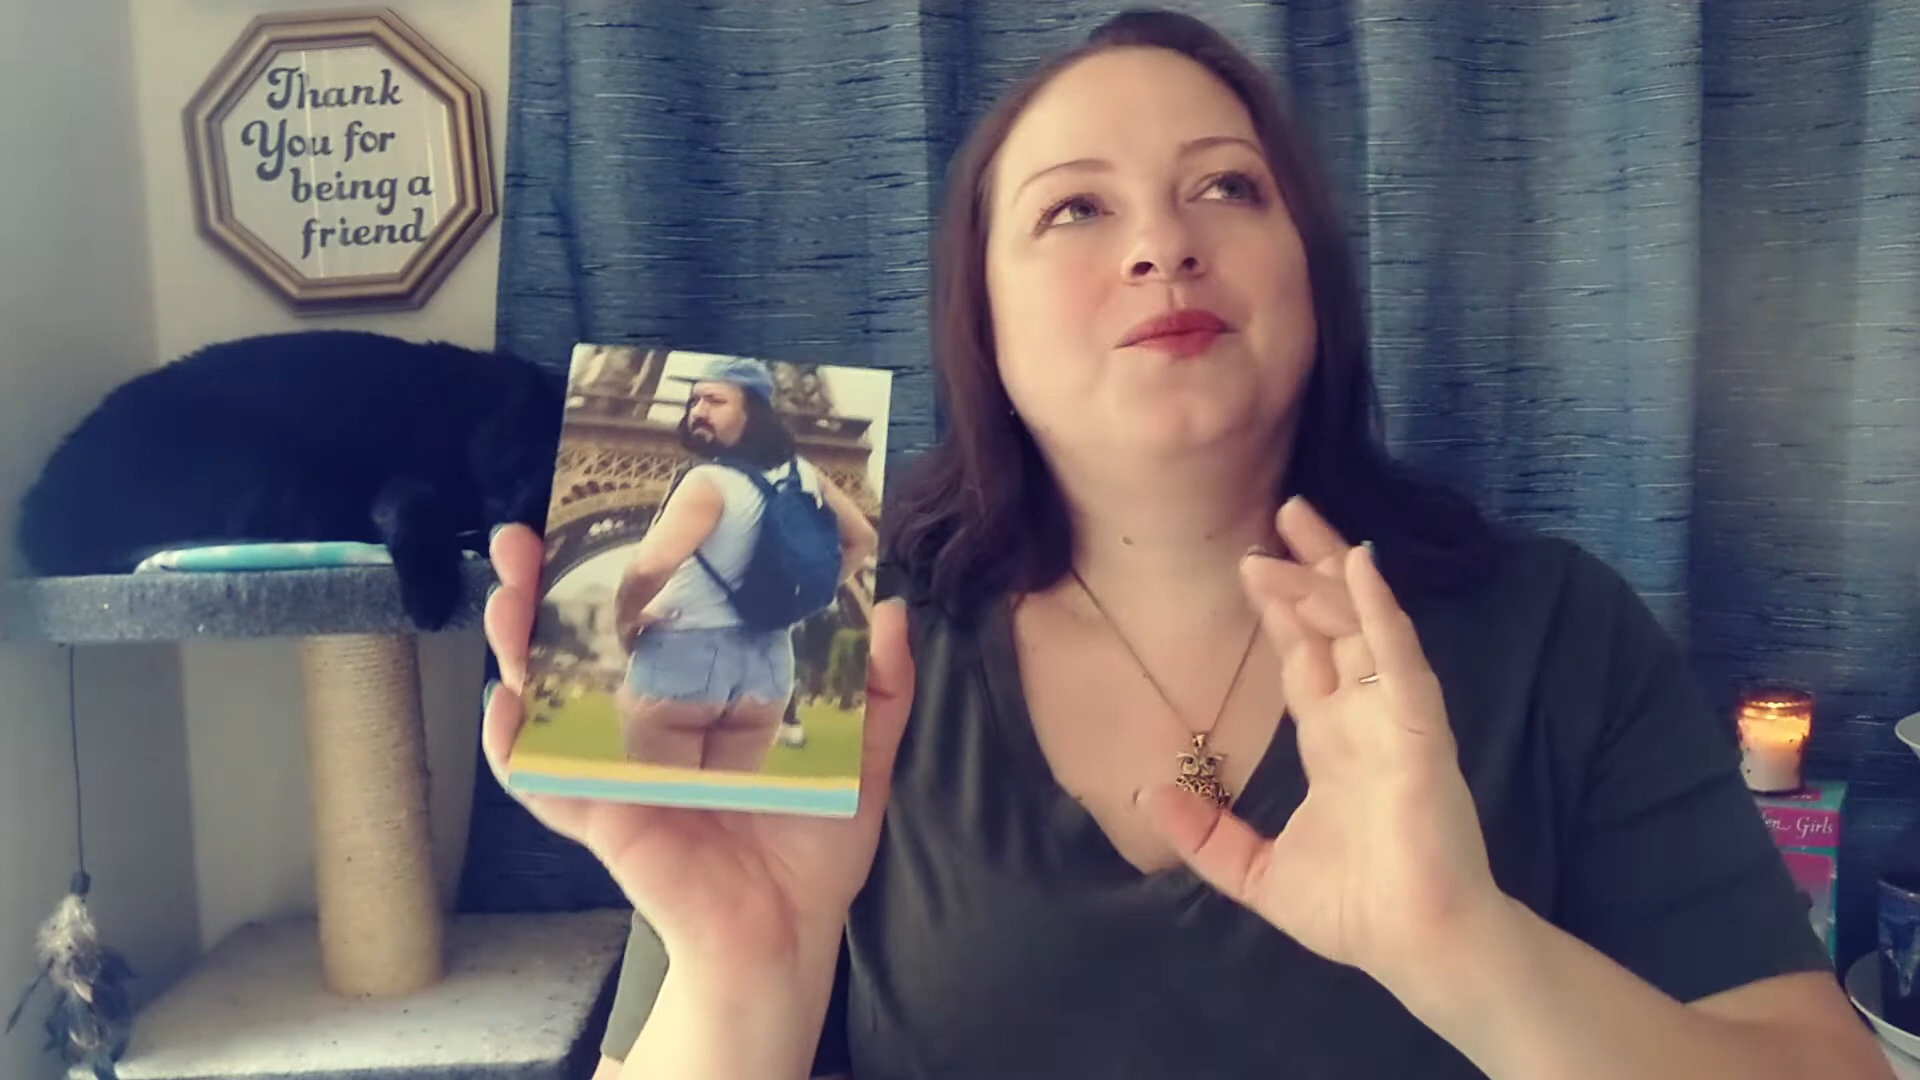 Thank
You for
being a
friend
Girls